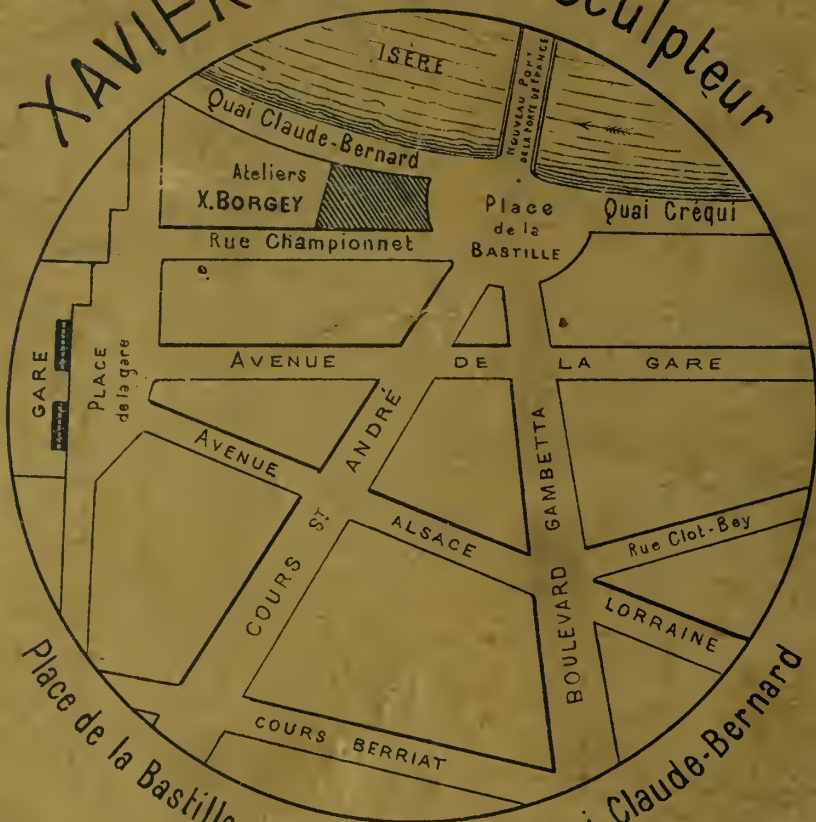 XAVIER
Sculpteur
ISÈRE
NOUVEAU PONT
DE LA PORTE DE FRANCE
Quai Claude-Bernard
Ateliers
X. BORGEY
Place
de la
BASTILLE
Quai Créqui
Rue Championnet
GARE
PLACE
de la gare
AVENUE DE LA GARE
AVENUE ALSACE LORRAINE
COURS ST ANDRÉ
BOULEVARD GAMBETTA
Rue Clot-Bey
COURS BERRIAT
Place de la Bastille
Claude-Bernard